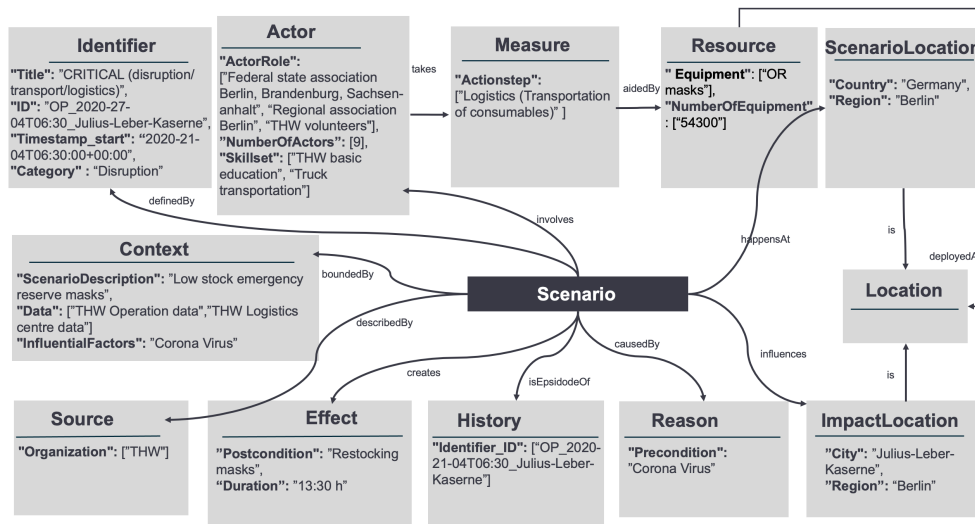 Identifier
"Title": "CRITICAL (disruption/
transport/logistics)",
"ID": "OP_2020-27-
04T06:30_Julius-Leber-Kaserne",
"Timestamp_start": “2020-21-
04T06:30:00+00:00”,
"Category" : “Disruption”
Actor
"ActorRole":
[”Federal state association
Berlin, Brandenburg, Sachsen-
anhalt”, “Regional association
Berlin”, “THW volunteers”],
"NumberOfActors": [9],
"Skillset": [”THW basic
education”, “Truck
transportation”]
takes
Measure
"Actionstep":
[”Logistics (Transportation
of consumables)” ]
aidedBy
Resource
" Equipment": [“OR
masks”],
"NumberOfEquipment"
: [“54300”]
ScenarioLocation
"Country": "Germany",
"Region": "Berlin"
definedBy
involves
happensAt
is
deployedA
Context
"ScenarioDescription": ”Low stock emergency
reserve masks”,
"Data": [”THW Operation data”,”THW Logistics
centre data”]
"InfluentialFactors": ”Corona Virus”
boundedBy
describedBy
Scenario
Location
creates
isEpsidodeOf
causedBy
influences
is
Source
"Organization": [”THW”]
Effect
"Postcondition": ”Restocking
masks”,
“Duration”: ”13:30 h”
History
"Identifier_ID": [“OP_2020-
21-04T06:30_Julius-Leber-
Kaserne”]
Reason
"Precondition":
”Corona Virus”
ImpactLocation
”City”: ”Julius-Leber-
Kaserne”,
”Region”: ”Berlin”